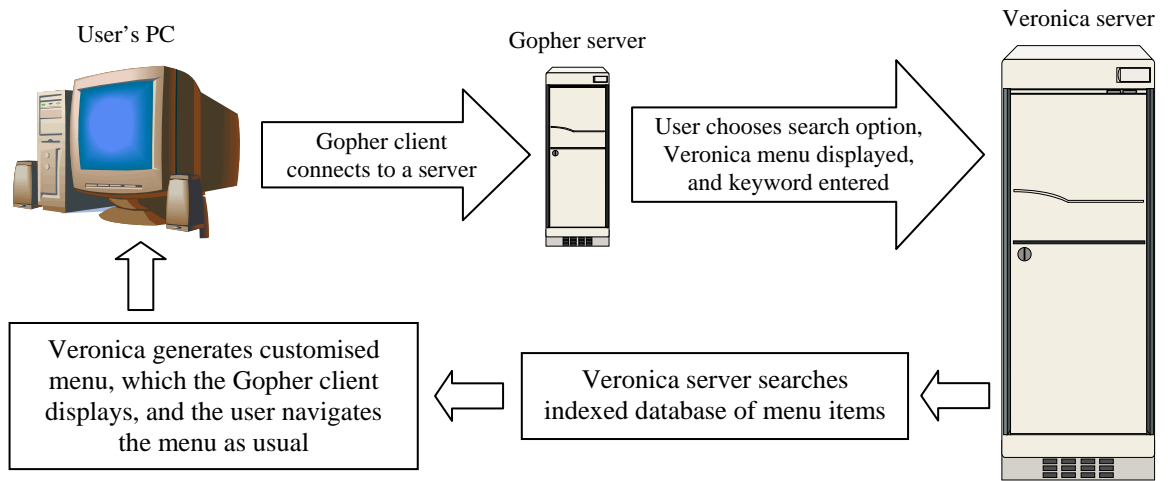 User’s PC
Gopher server
Veronica server
Gopher client
connects to a server
User chooses search option,
Veronica menu displayed,
and keyword entered
Veronica server searches
indexed database of menu items
Veronica generates customised
menu, which the Gopher client
displays, and the user navigates
the menu as usual